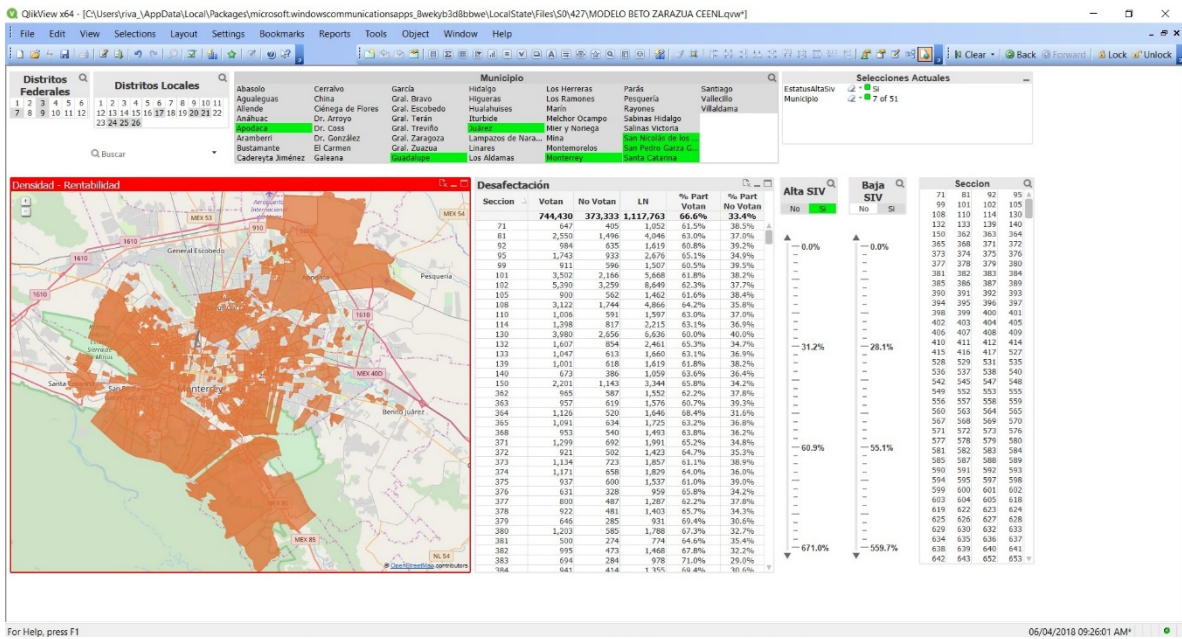 QlikView x64 - [C:\Users\riva_\AppData\Local\Packages\microsoft.windowscommunicationsapps_8wekyb3d8bbwe\LocalState\Files\S0\427\MODELO BETO ZARAZUA CEENL.qvw*]
File Edit View Selections Layout Settings Bookmarks Reports Tools Object Window Help
Clear Back Forward Lock Unlock
Distritos Federales
1 2 3 4 5 6
7 8 9 10 11 12
Distritos Locales
1 2 3 4 5 6 7 8 9 10 11
12 13 14 15 16 17 18 19 20 21 22
23 24 25 26
Buscar
Municipio
Abasolo Cerralvo García Hidalgo Los Herreras Parás Santiago
Agualeguas China Gral. Bravo Higueras Los Ramones Pesquería Vallecillo
Allende Ciénega de Flores Gral. Escobedo Hualahuises Marín Rayones Villaldama
Anáhuac Dr. Arroyo Gral. Terán Iturbide Melchor Ocampo Sabinas Hidalgo
Apodaca Dr. Coss Gral. Treviño Juárez Mier y Noriega Salinas Victoria
Aramberri Dr. González Gral. Zaragoza Lampazos de Nara... Mina San Nicolás de los ...
Bustamante El Carmen Gral. Zuazua Linares Montemorelos San Pedro Garza G...
Cadereyta Jiménez Galeana Guadalupe Los Aldamas Monterrey Santa Catarina
Selecciones Actuales
EstatusAltaSiv Si
Municipio 7 of 51
Densidad - Rentabilidad
MEX 53
910
MEX 54
1610
General Escobedo
1610
Pesquería
1610
1610
MEX 40D
Monterrey
Benito Juárez
MEX 85
NL 54
© OpenStreetMap contributors
Desafectación
Seccion Votan No Votan LN % Part Votan % Part No Votan
744,430 373,333 1,117,763 66.6% 33.4%
71 647 405 1,052 61.5% 38.5%
81 2,550 1,496 4,046 63.0% 37.0%
92 984 635 1,619 60.8% 39.2%
95 1,743 933 2,676 65.1% 34.9%
99 911 596 1,507 60.5% 39.5%
101 3,502 2,166 5,668 61.8% 38.2%
102 5,390 3,259 8,649 62.3% 37.7%
105 900 562 1,462 61.6% 38.4%
108 3,122 1,744 4,866 64.2% 35.8%
110 1,006 591 1,597 63.0% 37.0%
114 1,398 817 2,215 63.1% 36.9%
130 3,980 2,656 6,636 60.0% 40.0%
132 1,607 854 2,461 65.3% 34.7%
133 1,047 613 1,660 63.1% 36.9%
139 1,001 618 1,619 61.8% 38.2%
140 673 386 1,059 63.6% 36.4%
150 2,201 1,143 3,344 65.8% 34.2%
362 965 587 1,552 62.2% 37.8%
363 957 619 1,576 60.7% 39.3%
364 1,126 520 1,646 68.4% 31.6%
365 1,091 634 1,725 63.2% 36.8%
368 953 540 1,493 63.8% 36.2%
371 1,299 692 1,991 65.2% 34.8%
372 921 502 1,423 64.7% 35.3%
373 1,134 723 1,857 61.1% 38.9%
374 1,171 658 1,829 64.0% 36.0%
375 937 600 1,537 61.0% 39.0%
376 631 328 959 65.8% 34.2%
377 800 487 1,287 62.2% 37.8%
378 922 481 1,403 65.7% 34.3%
379 646 285 931 69.4% 30.6%
380 1,203 585 1,788 67.3% 32.7%
381 500 274 774 64.6% 35.4%
382 995 473 1,468 67.8% 32.2%
383 694 284 978 71.0% 29.0%
384 941 414 1,355 69.4% 30.6%
Alta SIV
No Si
0.0%
31.2%
60.9%
671.0%
Baja SIV
No Si
0.0%
28.1%
55.1%
559.7%
Seccion
71 81 92 95
99 101 102 105
108 110 114 130
132 133 139 140
150 362 363 364
365 368 371 372
373 374 375 376
377 378 379 380
381 382 383 384
385 386 387 389
390 391 392 393
394 395 396 397
398 399 400 401
402 403 404 405
406 407 408 409
410 411 412 414
415 416 417 527
528 529 531 535
536 537 538 540
542 545 547 548
549 552 553 555
556 557 558 559
560 563 564 565
567 568 569 570
571 572 573 576
577 578 579 580
581 582 583 584
585 587 588 589
590 591 592 593
594 595 597 598
599 600 601 602
603 604 605 618
619 622 623 624
625 626 627 628
629 630 632 633
634 635 636 637
638 639 640 641
642 643 652 653
For Help, press F1
06/04/2018 09:26:01 AM*